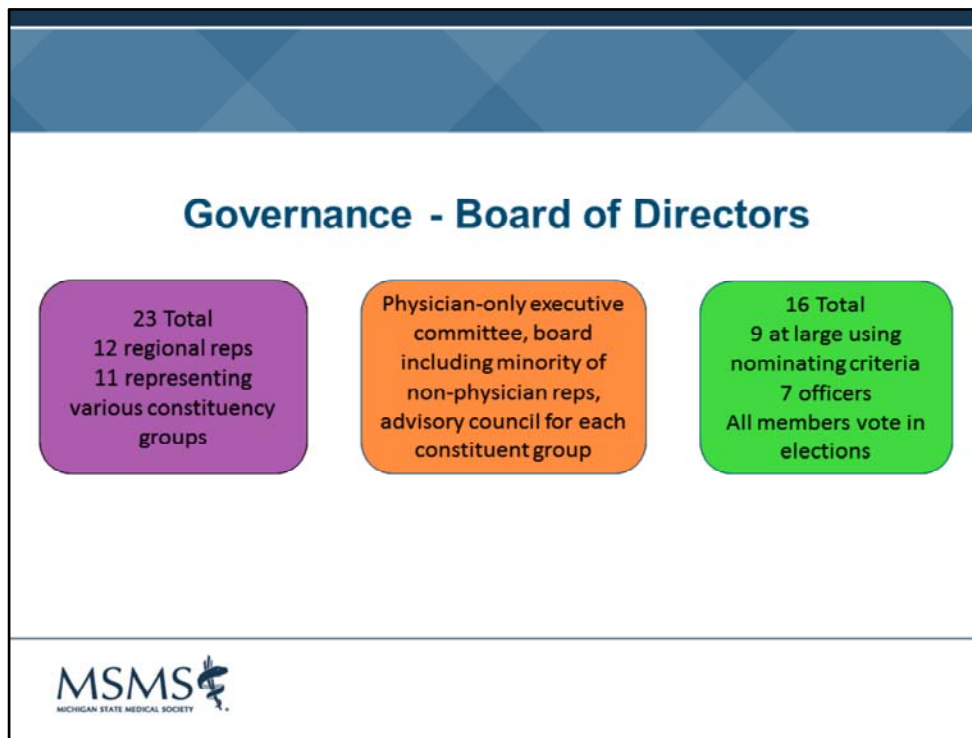 Governance - Board of Directors
23 Total
12 regional reps
11 representing
various constituency
groups
Physician-only executive
committee, board
including minority of
non-physician reps,
advisory council for each
constituent group
16 Total
9 at large using
nominating criteria
7 officers
All members vote in
elections
MSMS
MICHIGAN STATE MEDICAL SOCIETY